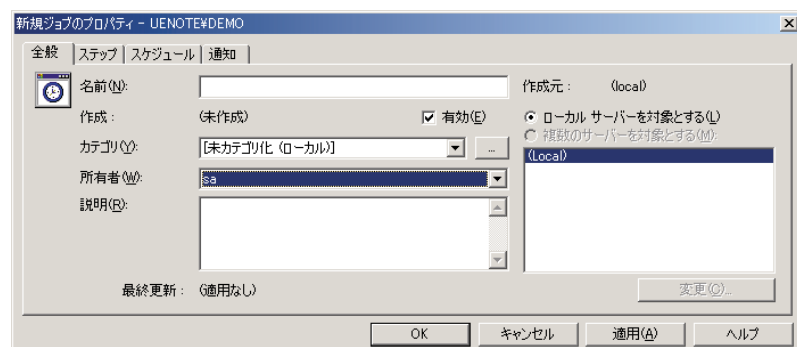 新規ジョブのプロパティ - UENOTE¥DEMO
全般 ステップ スケジュール 通知
名前(N):
作成元： (local)
作成： (未作成) 有効(E)
ローカル サーバーを対象とする(L)
複数のサーバーを対象とする(M):
カテゴリ(Y): [未カテゴリ化 (ローカル)] ...
(Local)
所有者(W): sa
説明(R):
最終更新： (適用なし)
変更(C)...
OK キャンセル 適用(A) ヘルプ